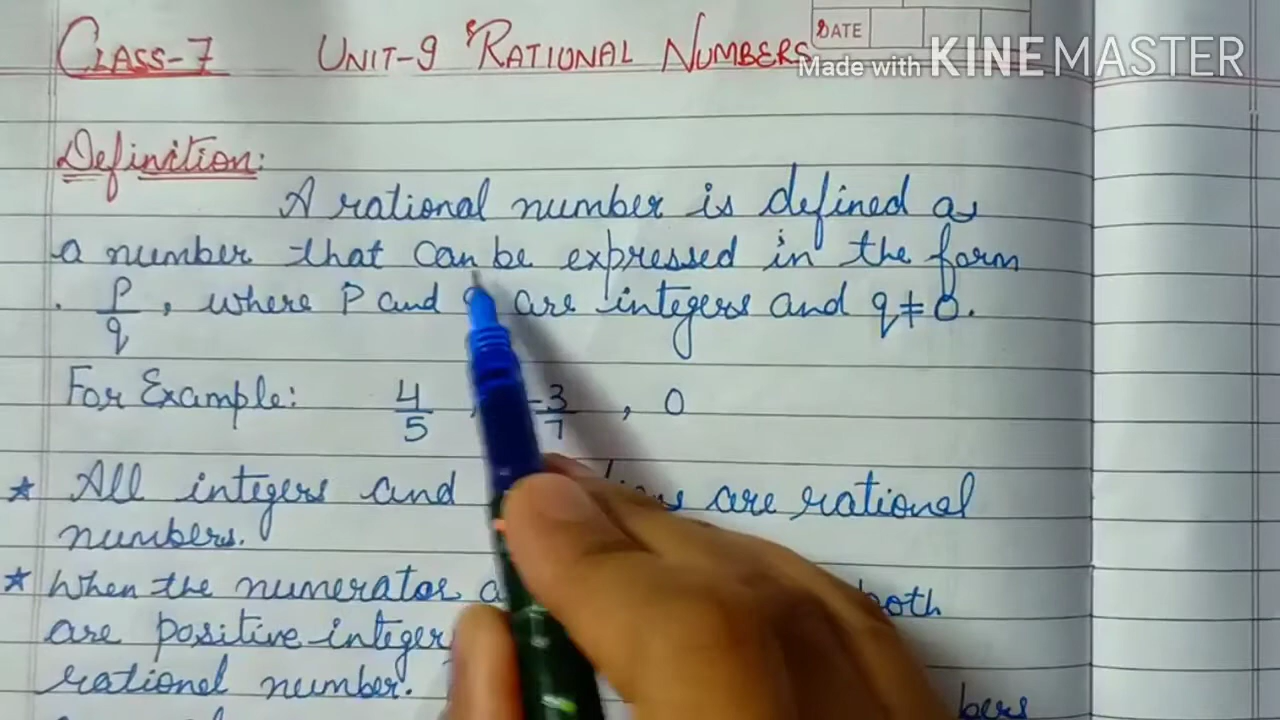 CLASS-7 UNIT-9 RATIONAL NUMBERS
DATE
Made with KINEMASTER
Definition:
A rational number is defined as
a number that can be expressed in the form
p/q, where P and are integers and q≠0.
For Example: 4/5, -3/7, 0
★ All integers and are rational
numbers.
★ When the numerator both
are positive integer
rational number.
bers